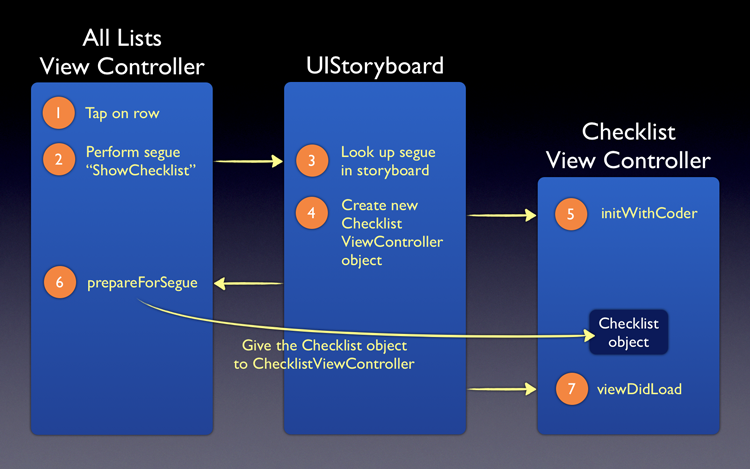 All Lists
View Controller
1 Tap on row
2 Perform segue
"ShowChecklist"
6 prepareForSegue
UIStoryboard
3 Look up segue
in storyboard
4 Create new
Checklist
ViewController
object
Give the Checklist object
to ChecklistViewController
Checklist
View Controller
5 initWithCoder
Checklist
object
7 viewDidLoad